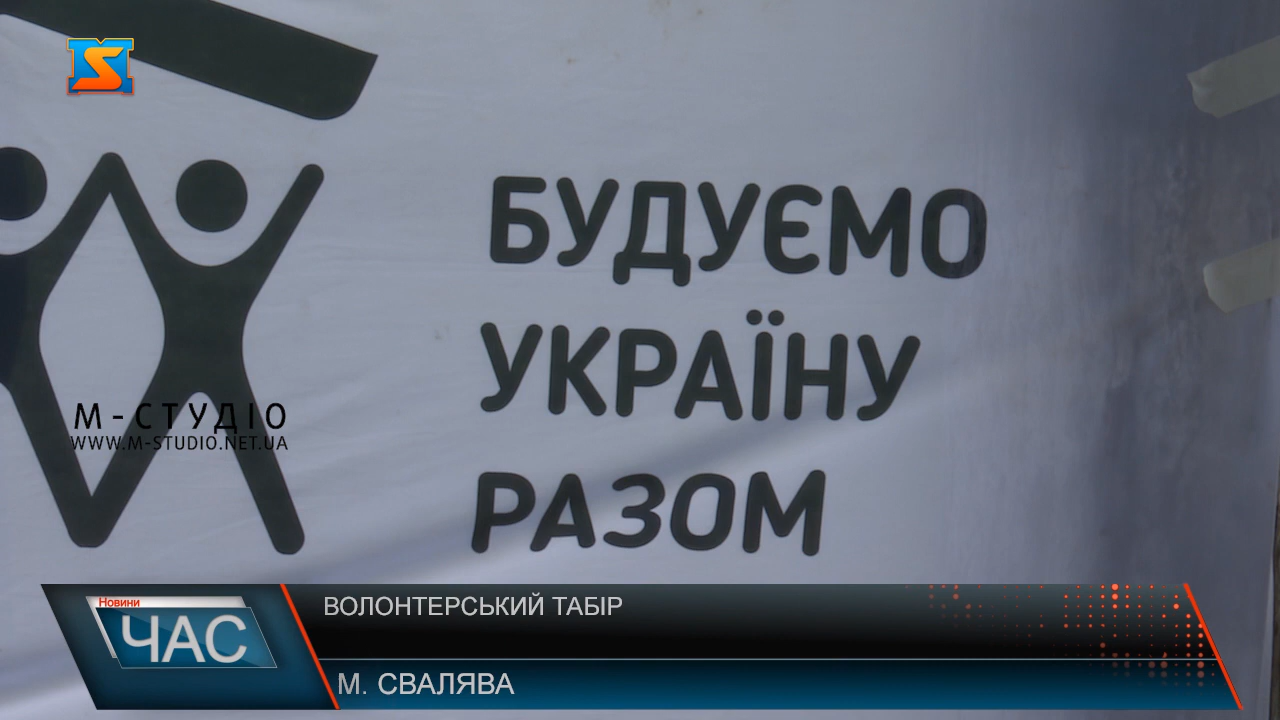 БУДУЄМО
УКРАЇНУ
РАЗОМ
М-СТУДІО
WWW.M-STUDIO.NET.UA
Новини
ЧАС
ВОЛОНТЕРСЬКИЙ ТАБІР
М. СВАЛЯВА